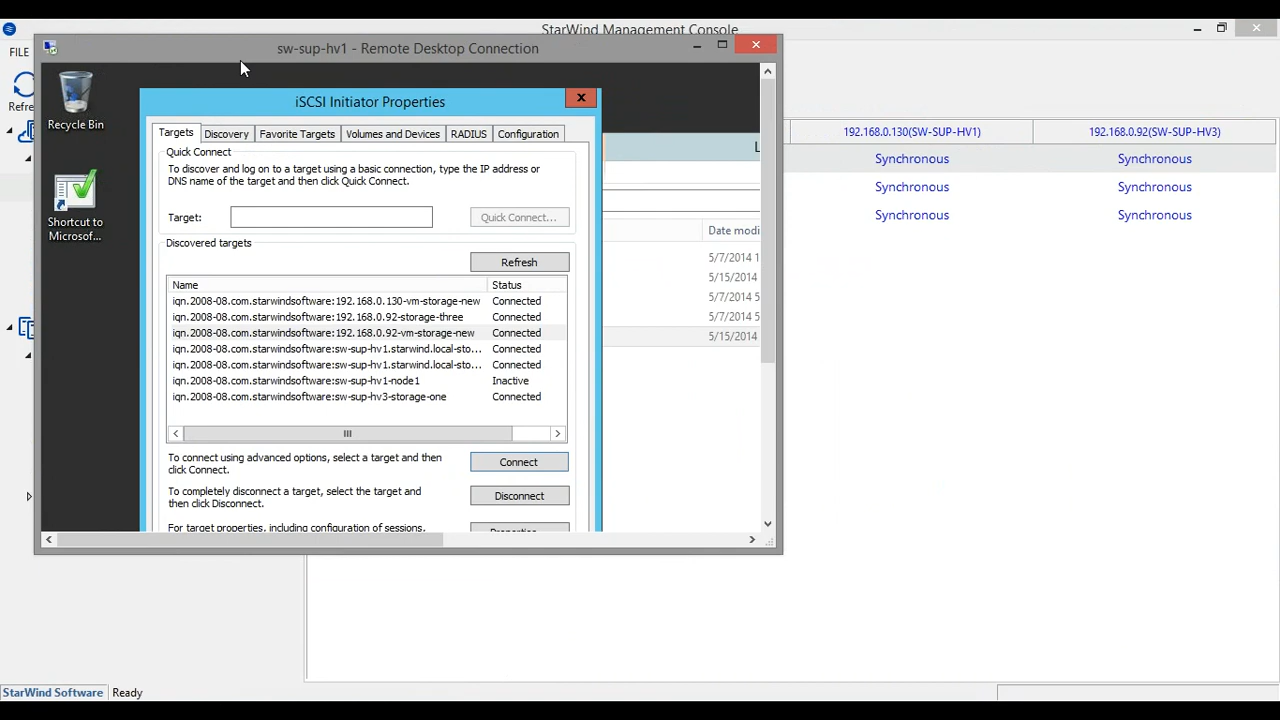 StarWind Management Console
FILE
sw-sup-hv1 - Remote Desktop Connection
Refre
Recycle Bin
Shortcut to
Microsof...
iSCSI Initiator Properties
Targets
Discovery
Favorite Targets
Volumes and Devices
RADIUS
Configuration
Quick Connect
To discover and log on to a target using a basic connection, type the IP address or
DNS name of the target and then click Quick Connect.
Target:
Quick Connect...
Discovered targets
Refresh
Name Status
iqn.2008-08.com.starwindsoftware:192.168.0.130-vm-storage-new Connected
iqn.2008-08.com.starwindsoftware:192.168.0.92-storage-three Connected
iqn.2008-08.com.starwindsoftware:192.168.0.92-vm-storage-new Connected
iqn.2008-08.com.starwindsoftware:sw-sup-hv1.starwind.local-sto... Connected
iqn.2008-08.com.starwindsoftware:sw-sup-hv1.starwind.local-sto... Connected
iqn.2008-08.com.starwindsoftware:sw-sup-hv1-node1 Inactive
iqn.2008-08.com.starwindsoftware:sw-sup-hv3-storage-one Connected
To connect using advanced options, select a target and then
click Connect.
Connect
To completely disconnect a target, select the target and
then click Disconnect.
Disconnect
For target properties, including configuration of sessions,
Properties...
L
Date modi
5/7/2014 1
5/15/2014
5/7/2014 5
5/7/2014 5
5/15/2014
192.168.0.130(SW-SUP-HV1) 192.168.0.92(SW-SUP-HV3)
Synchronous Synchronous
Synchronous Synchronous
Synchronous Synchronous
StarWind Software Ready